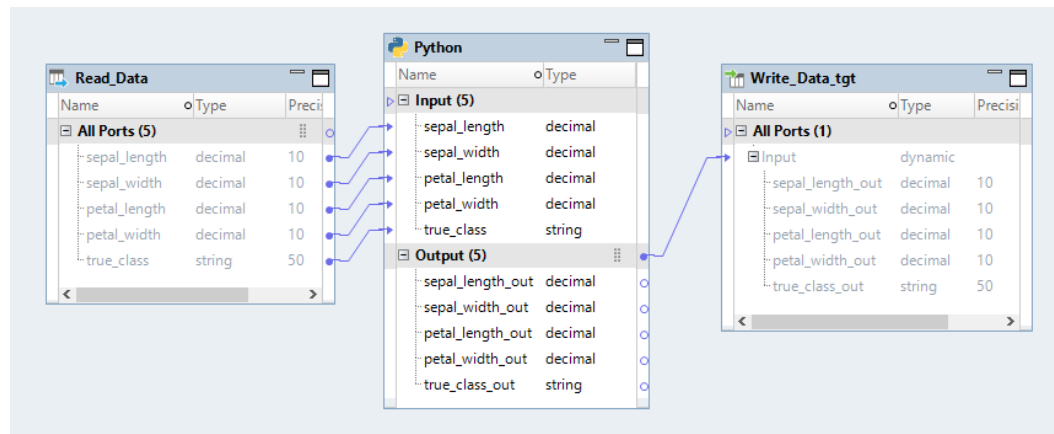 Read_Data
Name Type Precis
All Ports (5)
sepal_length decimal 10
sepal_width decimal 10
petal_length decimal 10
petal_width decimal 10
true_class string 50
Python
Name Type
Input (5)
sepal_length decimal
sepal_width decimal
petal_length decimal
petal_width decimal
true_class string
Output (5)
sepal_length_out decimal
sepal_width_out decimal
petal_length_out decimal
petal_width_out decimal
true_class_out string
Write_Data_tgt
Name Type Precisi
All Ports (1)
Input dynamic
sepal_length_out decimal 10
sepal_width_out decimal 10
petal_length_out decimal 10
petal_width_out decimal 10
true_class_out string 50